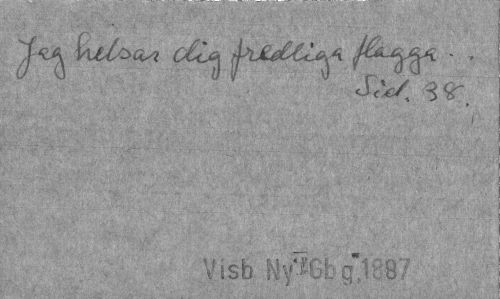 Jag helsar dig fredliga flagga..
Sid. 38.
Visb Ny Gbg, 1887